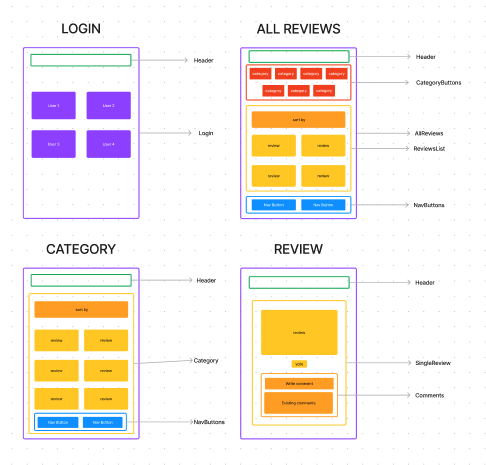 LOGIN
Header
User 1
User 2
User 3
User 4
Login
ALL REVIEWS
Header
category
category
category
category
category
category
category
CategoryButtons
sort by
AllReviews
review
review
ReviewsList
review
review
Nav Button
Nav Button
NavButtons
CATEGORY
Header
sort by
review
review
review
review
Category
review
review
Nav Button
Nav Button
NavButtons
REVIEW
Header
review
vote
SingleReview
Write comment
Comments
Existing comments